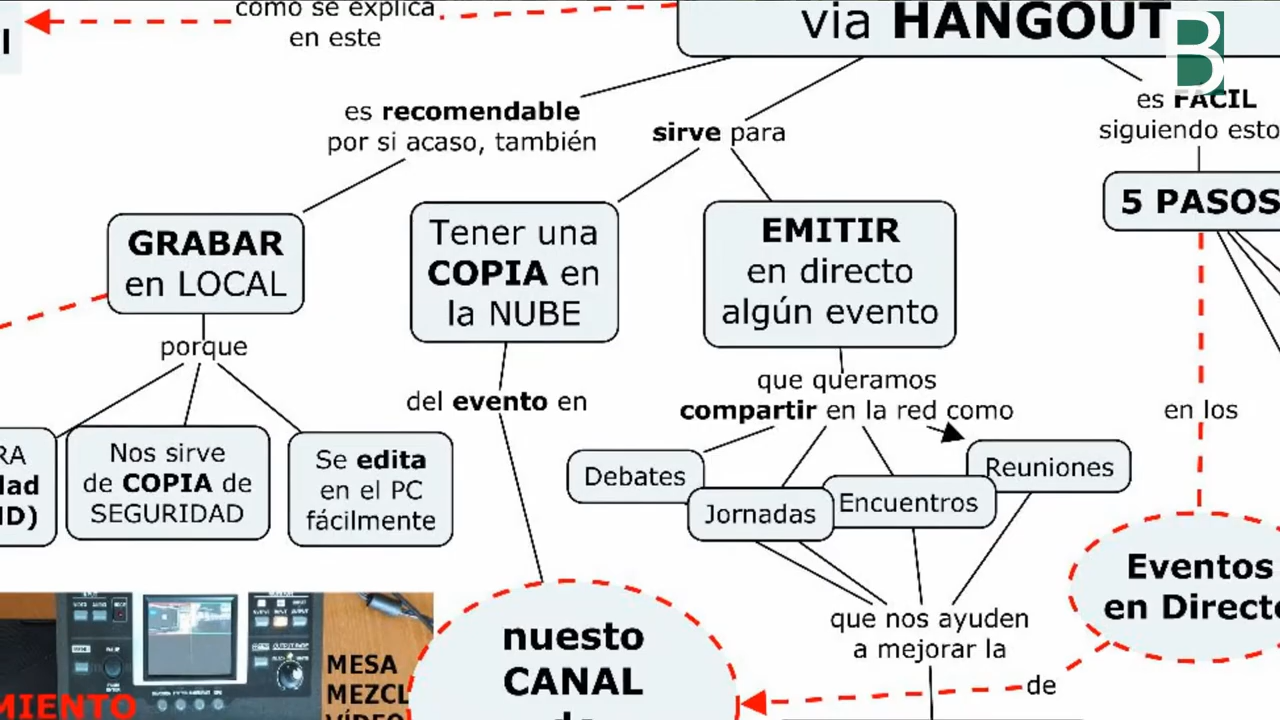 como se explica
en este
via HANGOUT
B
es recomendable
por si acaso, también
sirve para
es FACIL
siguiendo esto
5 PASOS
GRABAR
en LOCAL
Tener una
COPIA en
la NUBE
EMITIR
en directo
algún evento
porque
del evento en
que queramos
compartir en la red como
en los
Nos sirve
de COPIA de
SEGURIDAD
Se edita
en el PC
fácilmente
Debates
Jornadas
Encuentros
Reuniones
Eventos
en Directo
que nos ayuden
a mejorar la
nuesto
CANAL
de
MESA
MEZCL
VÍDEO
MIENTO